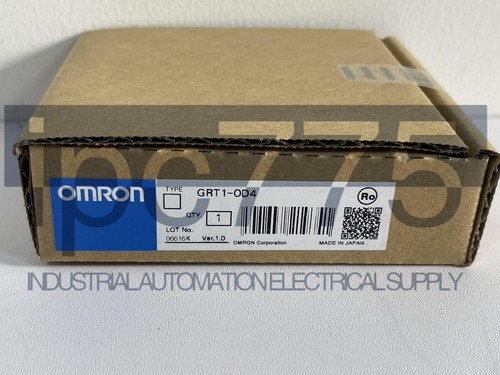 ipc775
OMRON
TYPE GRT1-OD4
QTY. 1
LOT No.
06616K Ver.1.0
OMRON Corporation
MADE IN JAPAN
Ro
INDUSTRIAL AUTOMATION ELECTRICAL SUPPLY